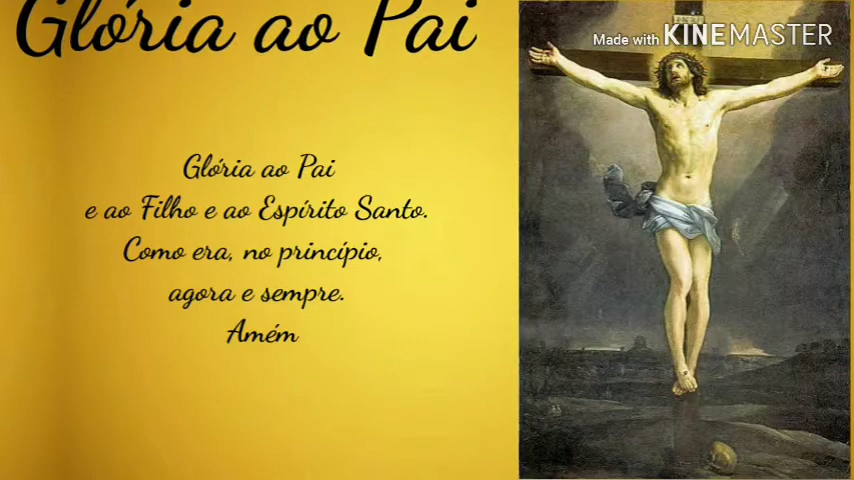 Glória ao Pai
Made with KINEMASTER
Glória ao Pai
e ao Filho e ao Espírito Santo.
Como era, no princípio,
agora e sempre.
Amém